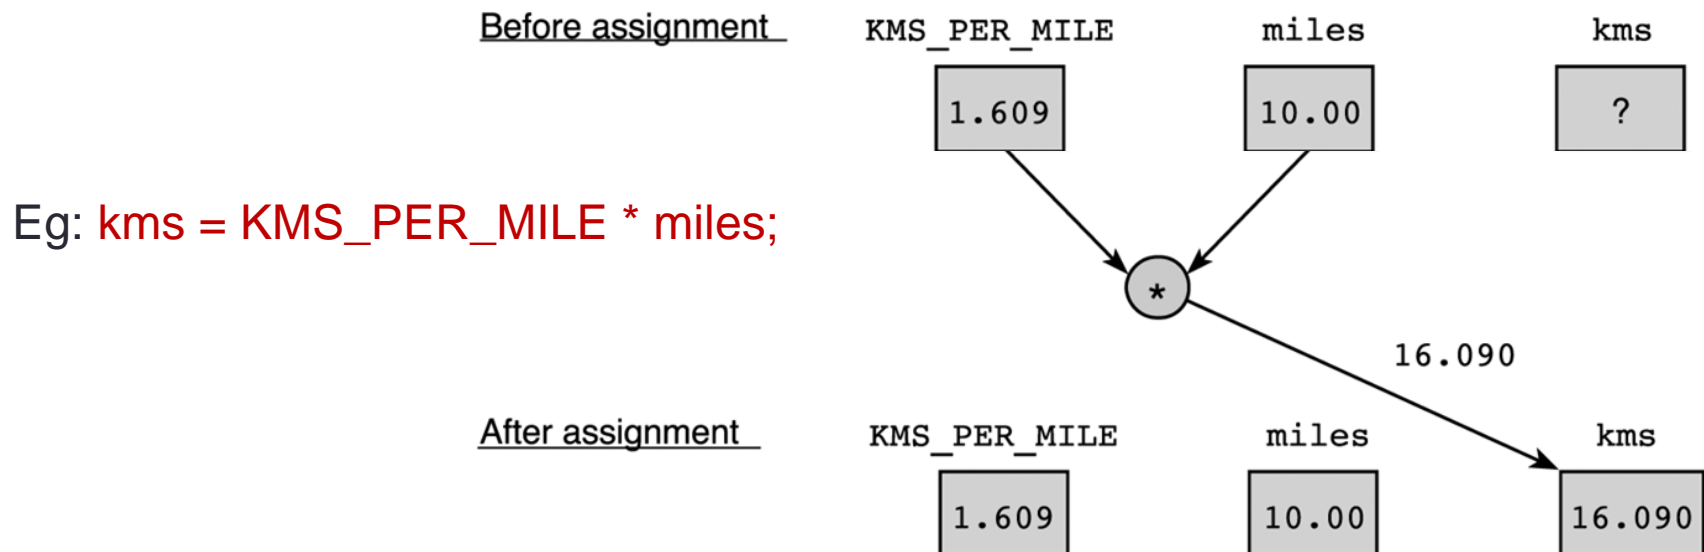 Before assignment KMS_PER_MILE miles kms
1.609 10.00 ?
Eg: kms = KMS_PER_MILE * miles;
*
16.090
After assignment KMS_PER_MILE miles kms
1.609 10.00 16.090